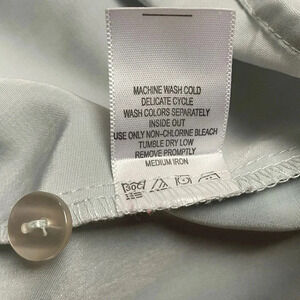 MACHINE WASH COLD
DELICATE CYCLE
WASH COLORS SEPARATELY
INSIDE OUT
USE ONLY NON-CHLORINE BLEACH
TUMBLE DRY LOW
REMOVE PROMPTLY
MEDIUM IRON
30C